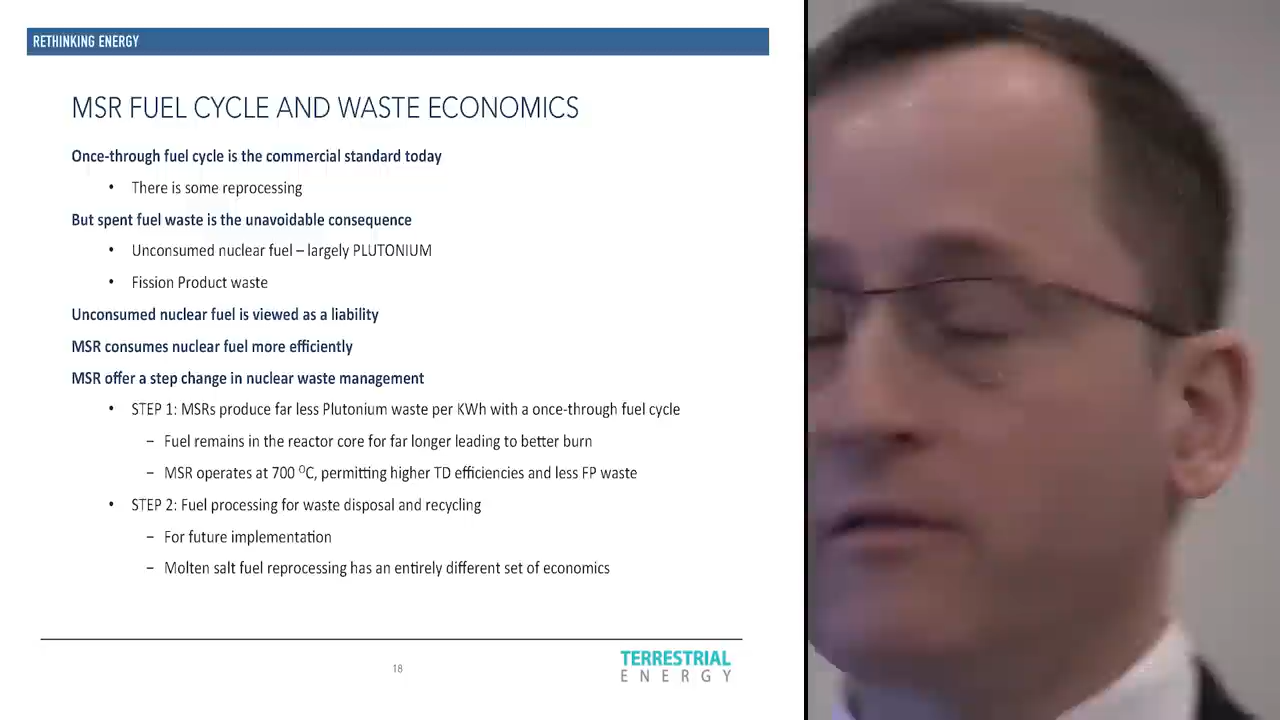 RETHINKING ENERGY
MSR FUEL CYCLE AND WASTE ECONOMICS
Once-through fuel cycle is the commercial standard today
• There is some reprocessing
But spent fuel waste is the unavoidable consequence
• Unconsumed nuclear fuel – largely PLUTONIUM
• Fission Product waste
Unconsumed nuclear fuel is viewed as a liability
MSR consumes nuclear fuel more efficiently
MSR offer a step change in nuclear waste management
• STEP 1: MSRs produce far less Plutonium waste per KWh with a once-through fuel cycle
– Fuel remains in the reactor core for far longer leading to better burn
– MSR operates at 700 ᴼC, permitting higher TD efficiencies and less FP waste
• STEP 2: Fuel processing for waste disposal and recycling
– For future implementation
– Molten salt fuel reprocessing has an entirely different set of economics
18
TERRESTRIAL
ENERGY